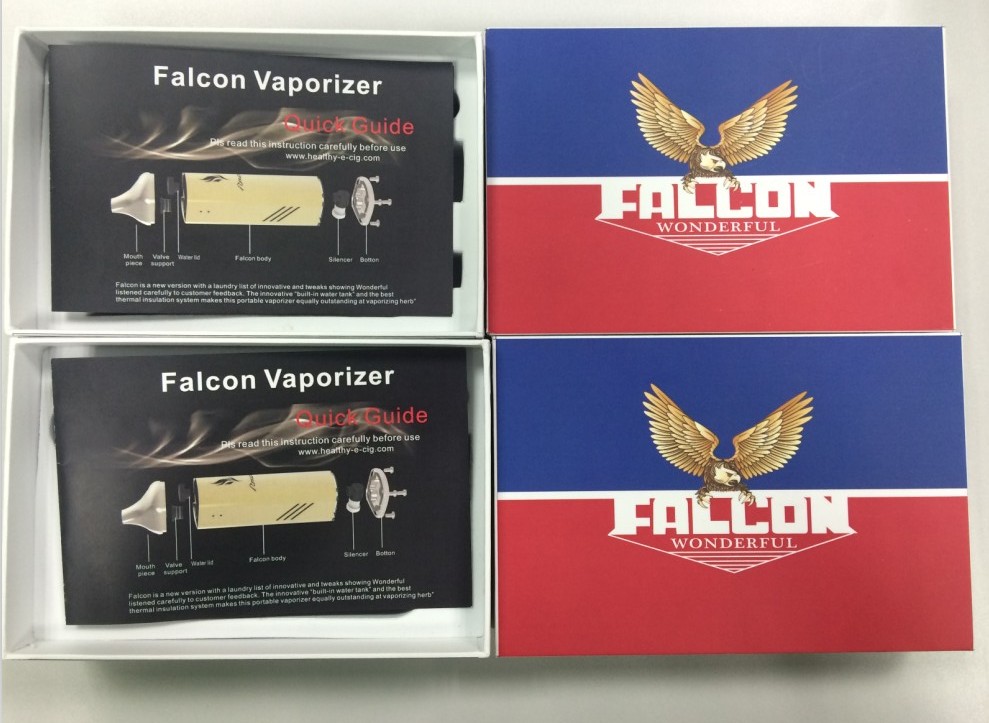 Falcon Vaporizer
Quick Guide
Pls read this instruction carefully before use
www.healthy-e-cig.com
Mouth piece
Valve support
Water lid
Falcon body
Silencer
Botton
Falcon is a new version with a laundry list of innovative and tweaks showing Wonderful
listened carefully to customer feedback. The innovative "built-in water tank" and the best
thermal insulation system makes this portable vaporizer equally outstanding at vaporizing herb"
FALCON
WONDERFUL
Falcon Vaporizer
Quick Guide
Pls read this instruction carefully before use
www.healthy-e-cig.com
Mouth piece
Valve support
Water lid
Falcon body
Silencer
Botton
Falcon is a new version with a laundry list of innovative and tweaks showing Wonderful
listened carefully to customer feedback. The innovative "built-in water tank" and the best
thermal insulation system makes this portable vaporizer equally outstanding at vaporizing herb"
FALCON
WONDERFUL